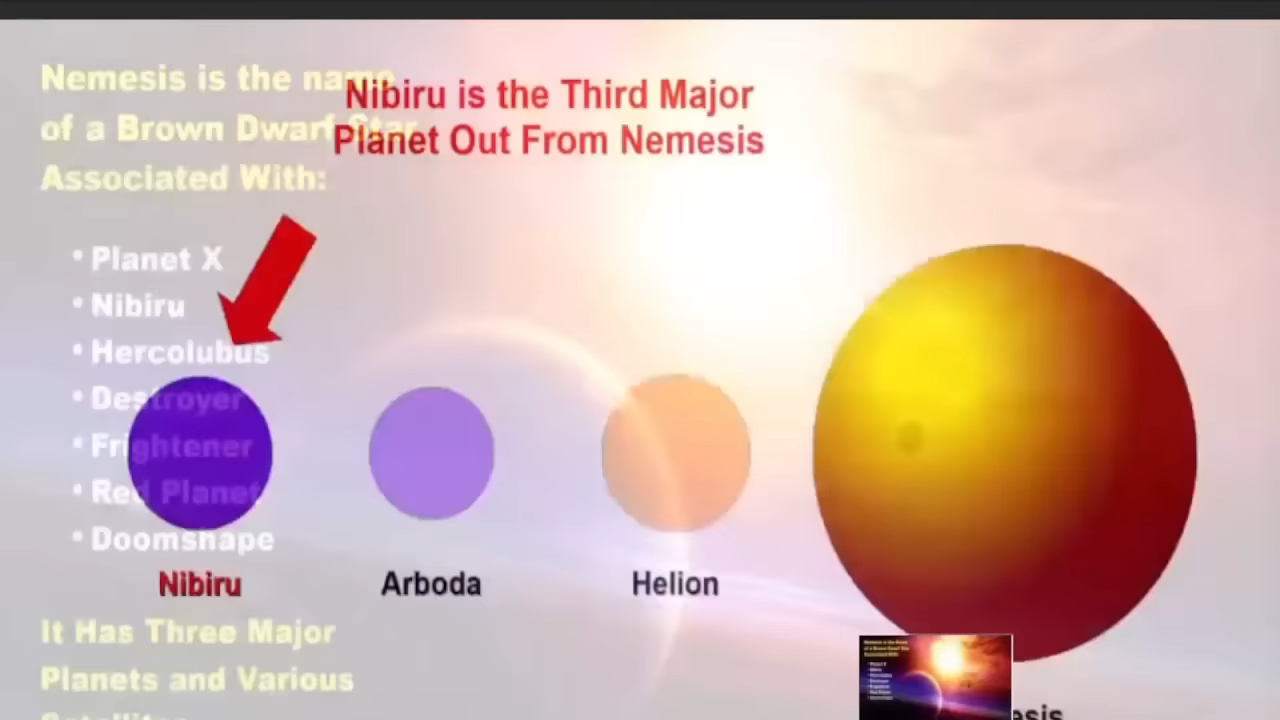 Nemesis is the name
of a Brown Dwarf Star
Associated With:
Nibiru is the Third Major
Planet Out From Nemesis
• Planet X
• Nibiru
• Hercolubus
• Destroyer
• Frightener
• Red Planet
• Doomshape
Nibiru
Arboda
Helion
It Has Three Major
Planets and Various